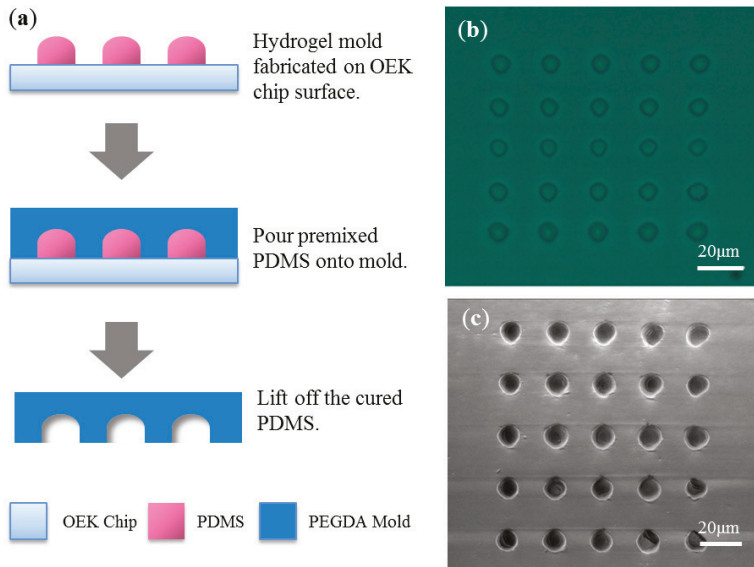 (a)
Hydrogel mold
fabricated on OEK
chip surface.
Pour premixed
PDMS onto mold.
Lift off the cured
PDMS.
OEK Chip
PDMS
PEGDA Mold
(b)
20μm
(c)
20μm